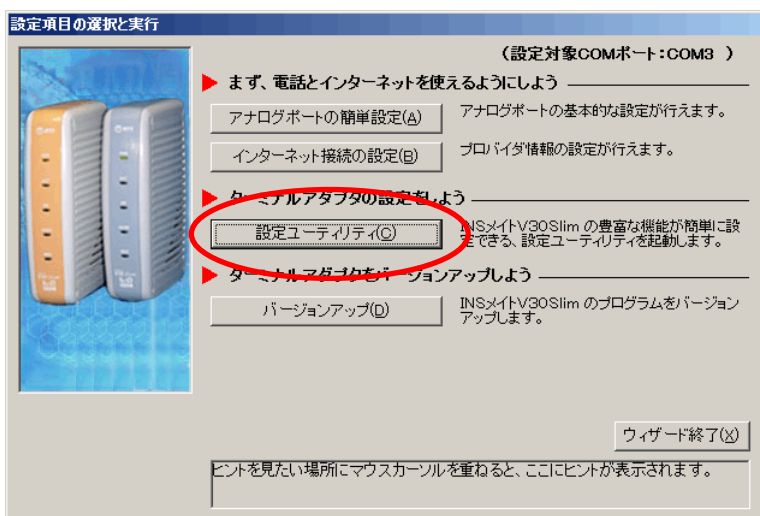 設定項目の選択と実行
（設定対象COMポート：COM3 ）
まず、電話とインターネットを使えるようにしよう
アナログポートの簡単設定(A)
アナログポートの基本的な設定が行えます。
インターネット接続の設定(B)
プロバイダ情報の設定が行えます。
ターミナルアダプタの設定をしよう
設定ユーティリティ(C)
INSメイトV30Slim の豊富な機能が簡単に設
定できる、設定ユーティリティを起動します。
ターミナルアダプタをバージョンアップしよう
バージョンアップ(D)
INSメイトV30Slim のプログラムをバージョン
アップします。
ウィザード終了(X)
ヒントを見たい場所にマウスカーソルを重ねると、ここにヒントが表示されます。